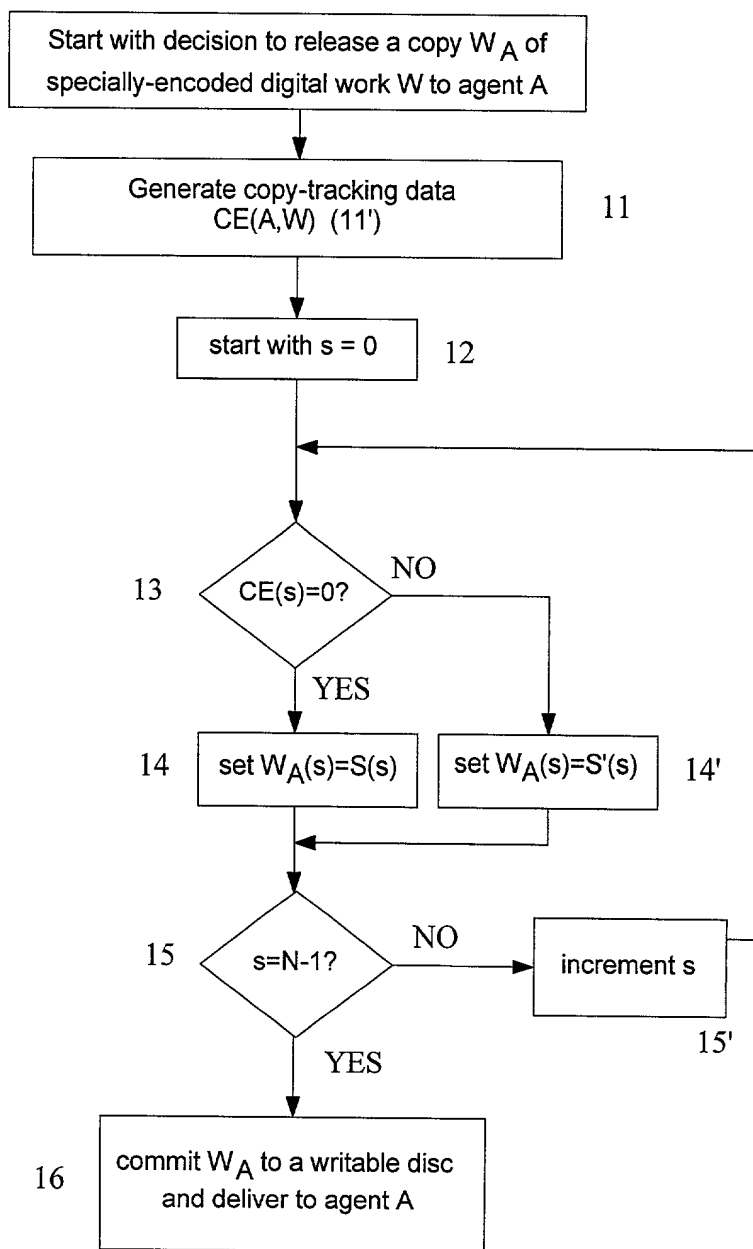 Start with decision to release a copy W A of
specially-encoded digital work W to agent A
Generate copy-tracking data
CE(A,W) (11')
11
start with s = 0
12
13
CE(s)=0?
NO
YES
14
set WA(s)=S(s)
set WA(s)=S'(s)
14'
15
s=N-1?
NO
increment s
15'
YES
16
commit WA to a writable disc
and deliver to agent A